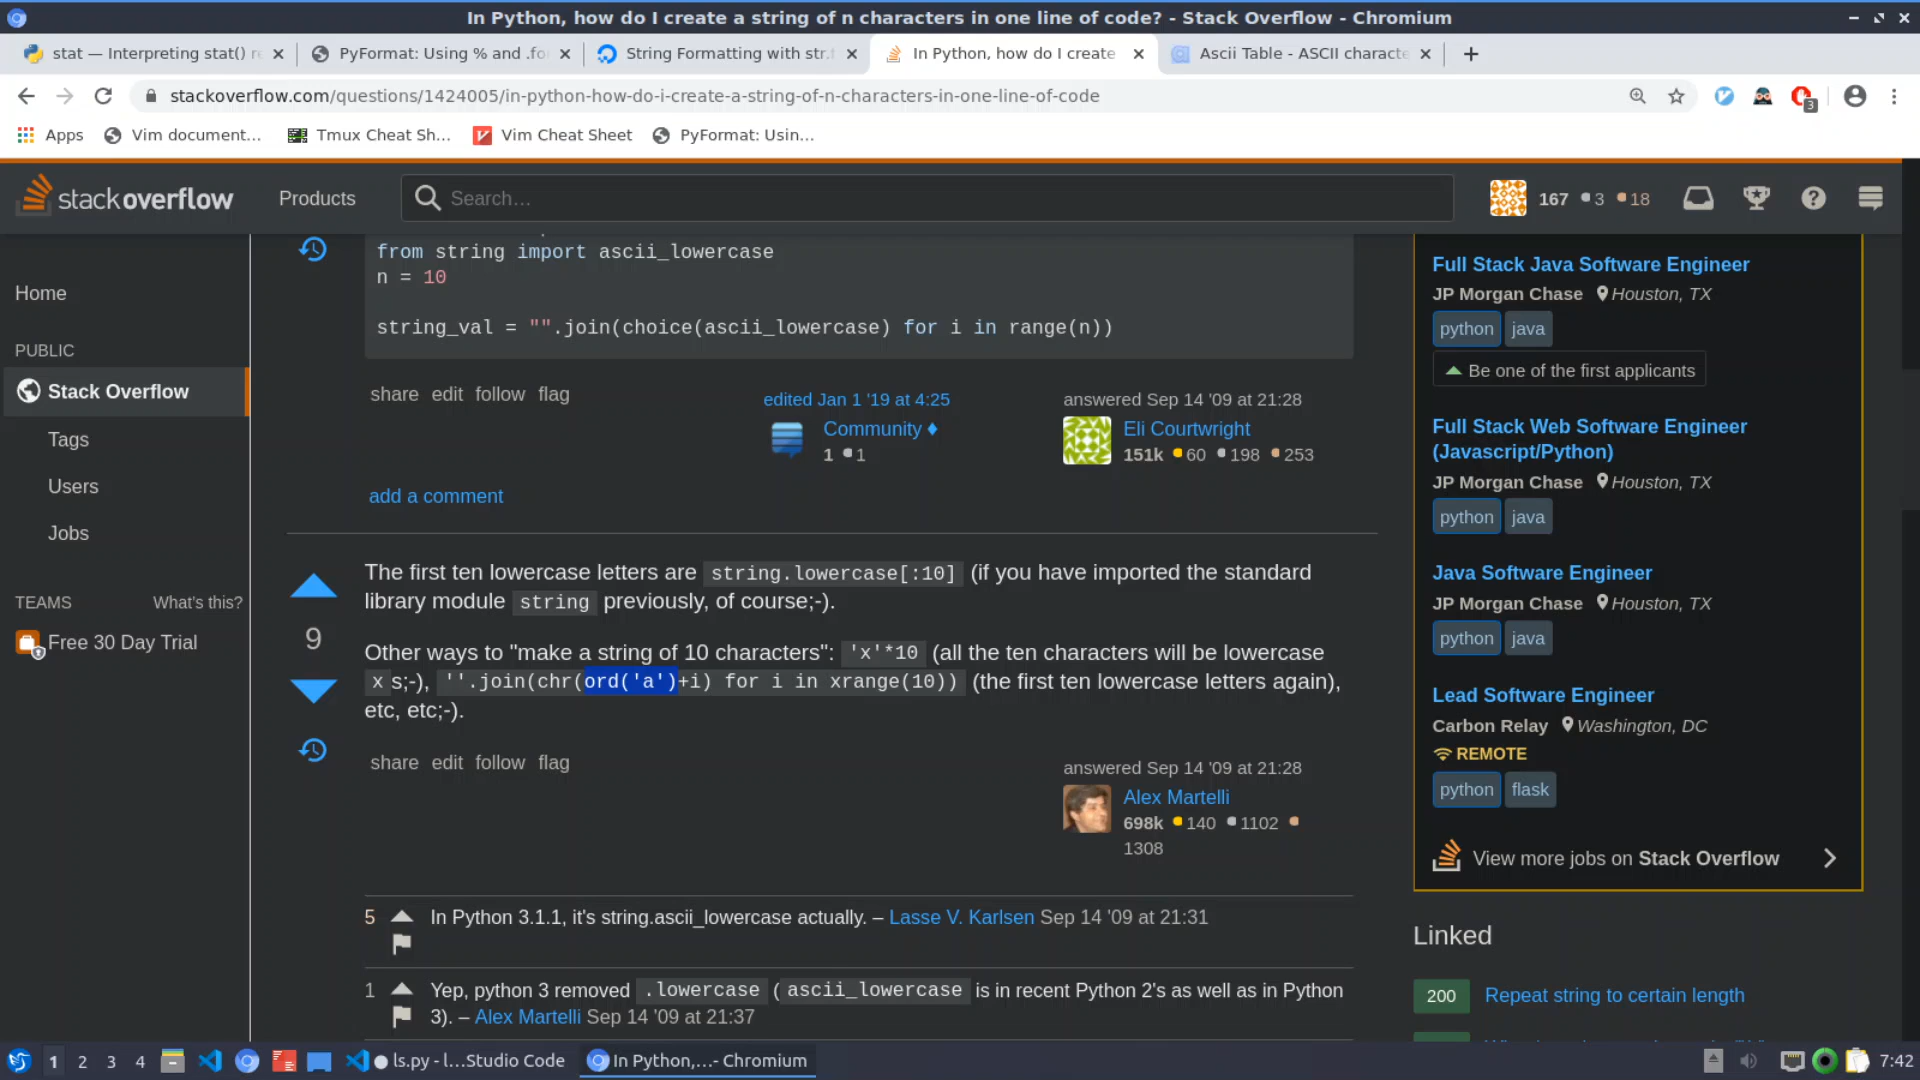 In Python, how do I create a string of n characters in one line of code? - Stack Overflow - Chromium
stat — Interpreting stat() re
PyFormat: Using % and .for
String Formatting with str.f
In Python, how do I create
Ascii Table - ASCII characte
stackoverflow.com/questions/1424005/in-python-how-do-i-create-a-string-of-n-characters-in-one-line-of-code
3
Apps
Vim document...
Tmux Cheat Sh...
Vim Cheat Sheet
PyFormat: Usin...
stackoverflow
Products
Search...
167 3 18
Home
PUBLIC
Stack Overflow
Tags
Users
Jobs
TEAMS
What's this?
Free 30 Day Trial
from string import ascii_lowercase
n = 10
string_val = "".join(choice(ascii_lowercase) for i in range(n))
share edit follow flag
edited Jan 1 '19 at 4:25
Community ♦
1 1
answered Sep 14 '09 at 21:28
Eli Courtwright
151k 60 198 253
add a comment
9
The first ten lowercase letters are string.lowercase[:10] (if you have imported the standard
library module string previously, of course;-).
Other ways to "make a string of 10 characters": 'x'*10 (all the ten characters will be lowercase
x s;-), ''.join(chr(ord('a')+i) for i in xrange(10)) (the first ten lowercase letters again),
etc, etc;-).
share edit follow flag
answered Sep 14 '09 at 21:28
Alex Martelli
698k 140 1102
1308
5 In Python 3.1.1, it's string.ascii_lowercase actually. – Lasse V. Karlsen Sep 14 '09 at 21:31
1 Yep, python 3 removed .lowercase (ascii_lowercase is in recent Python 2's as well as in Python
3). – Alex Martelli Sep 14 '09 at 21:37
Full Stack Java Software Engineer
JP Morgan Chase Houston, TX
python java
Be one of the first applicants
Full Stack Web Software Engineer
(Javascript/Python)
JP Morgan Chase Houston, TX
python java
Java Software Engineer
JP Morgan Chase Houston, TX
python java
Lead Software Engineer
Carbon Relay Washington, DC
REMOTE
python flask
View more jobs on Stack Overflow
Linked
200 Repeat string to certain length
1 2 3 4
ls.py - l...Studio Code
In Python,...- Chromium
7:42